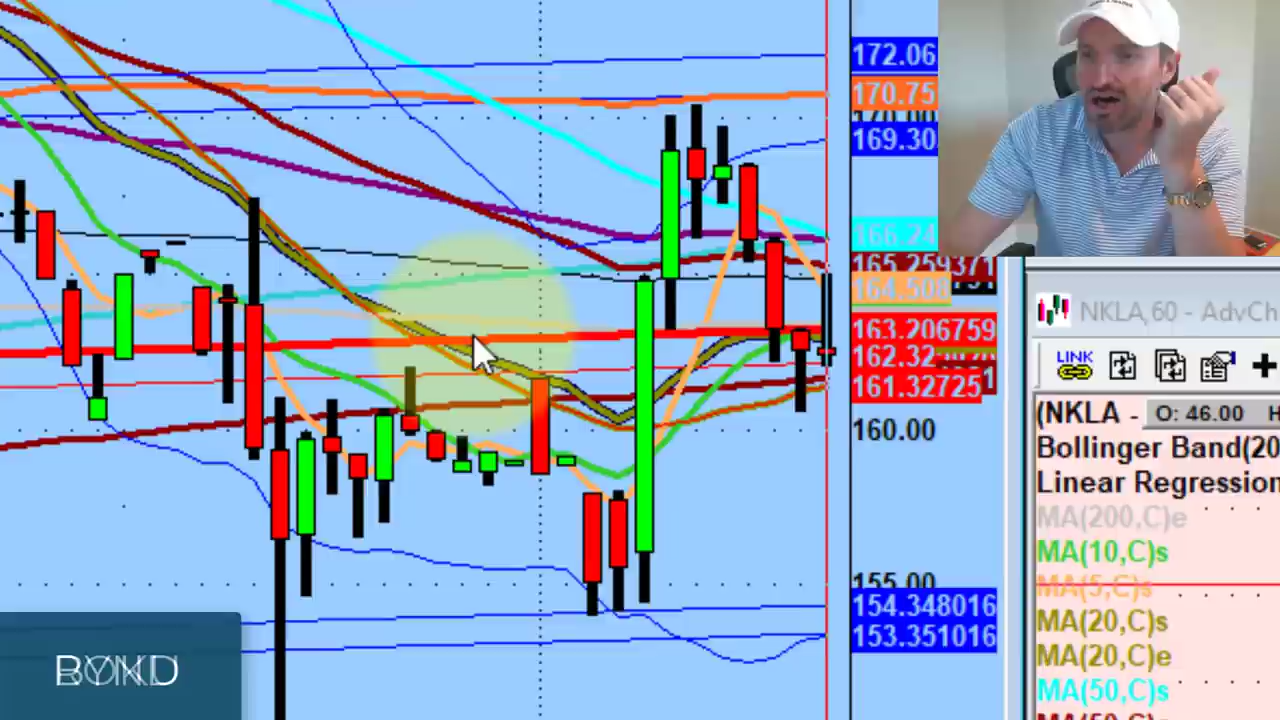 172.06
170.75
169.30
166.24
165.259371
164.508
163.206759
162.32
161.32725
160.00
155.00
154.348016
153.351016
NKLA,60 - AdvCh
LINK
(NKLA - O: 46.00 H
Bollinger Band(20
Linear Regression
MA(200,C)e
MA(10,C)s
MA(5,C)s
MA(20,C)s
MA(20,C)e
MA(50,C)s